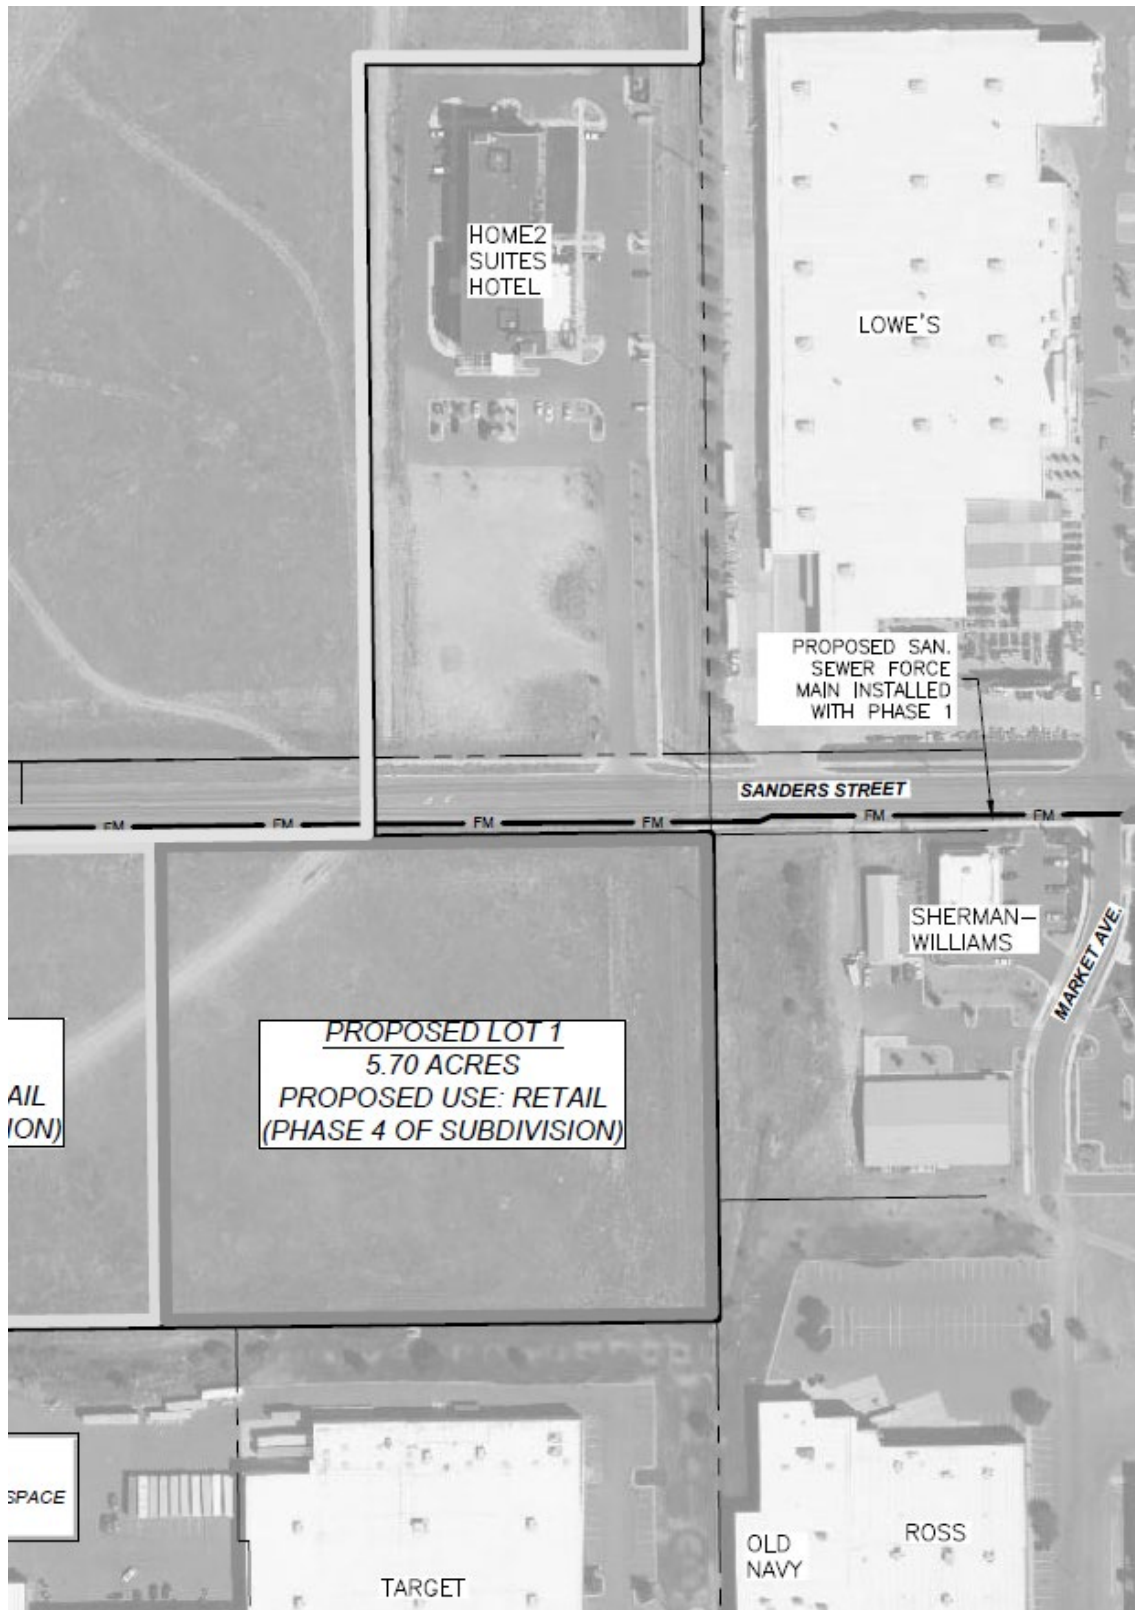 HOME2
SUITES
HOTEL
LOWE'S
PROPOSED SAN.
SEWER FORCE
MAIN INSTALLED
WITH PHASE 1
SANDERS STREET
FM
FM
FM
FM
FM
FM
SHERMAN-
WILLIAMS
MARKET AVE.
PROPOSED LOT 1
5.70 ACRES
PROPOSED USE: RETAIL
(PHASE 4 OF SUBDIVISION)
AIL
ION)
SPACE
TARGET
OLD
NAVY
ROSS